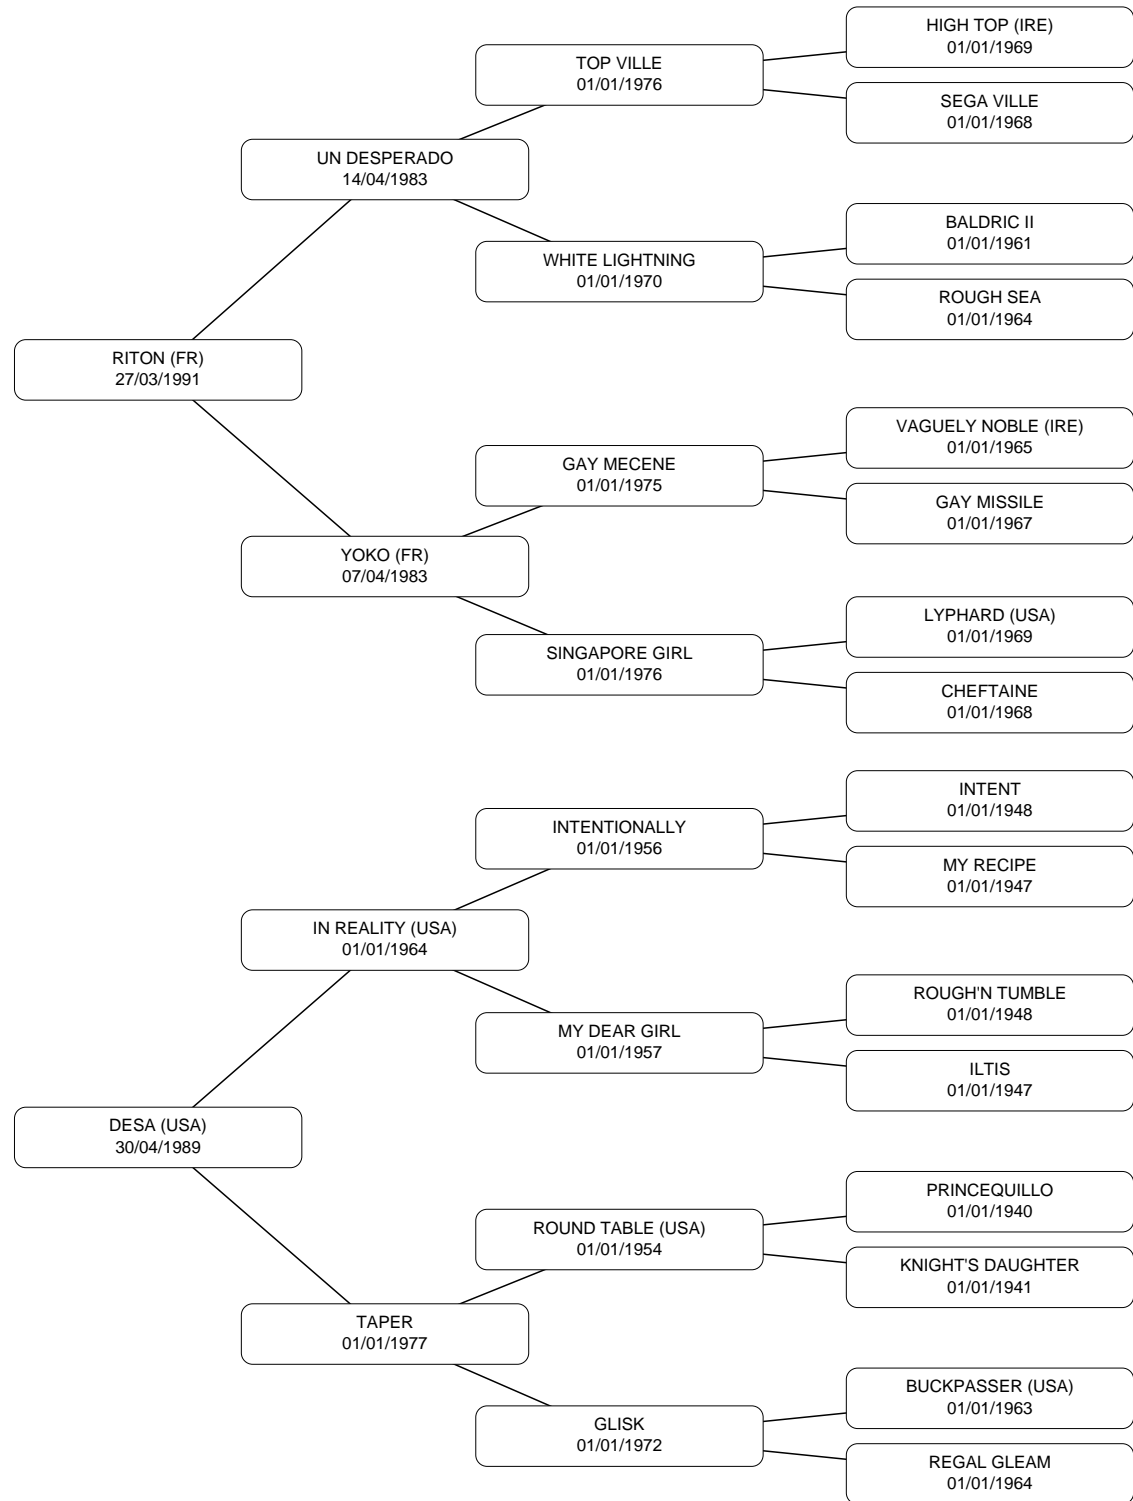 HIGH TOP (IRE)
01/01/1969
TOP VILLE
01/01/1976
SEGA VILLE
01/01/1968
UN DESPERADO
14/04/1983
BALDRIC II
01/01/1961
WHITE LIGHTNING
01/01/1970
ROUGH SEA
01/01/1964
RITON (FR)
27/03/1991
VAGUELY NOBLE (IRE)
01/01/1965
GAY MECENE
01/01/1975
GAY MISSILE
01/01/1967
YOKO (FR)
07/04/1983
LYPHARD (USA)
01/01/1969
SINGAPORE GIRL
01/01/1976
CHEFTAINE
01/01/1968
INTENT
01/01/1948
INTENTIONALLY
01/01/1956
MY RECIPE
01/01/1947
IN REALITY (USA)
01/01/1964
ROUGH'N TUMBLE
01/01/1948
MY DEAR GIRL
01/01/1957
ILTIS
01/01/1947
DESA (USA)
30/04/1989
PRINCEQUILLO
01/01/1940
ROUND TABLE (USA)
01/01/1954
KNIGHT'S DAUGHTER
01/01/1941
TAPER
01/01/1977
BUCKPASSER (USA)
01/01/1963
GLISK
01/01/1972
REGAL GLEAM
01/01/1964